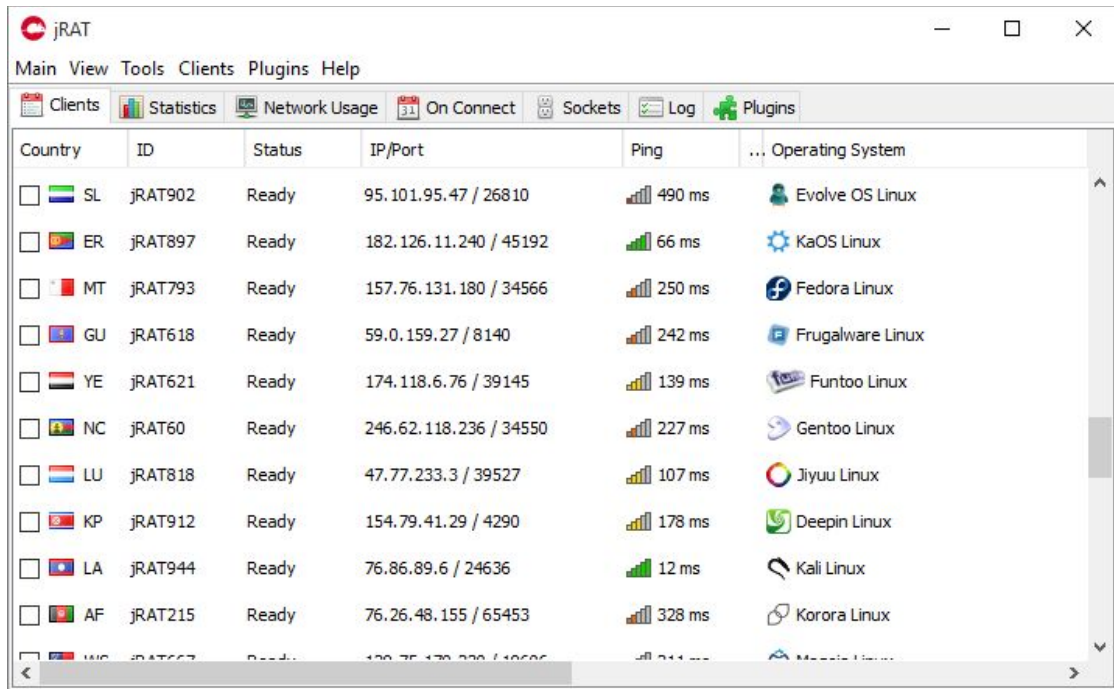 jRAT
Main View Tools Clients Plugins Help
Clients Statistics Network Usage On Connect Sockets Log Plugins
Country ID Status IP/Port Ping ... Operating System
SL jRAT902 Ready 95.101.95.47 / 26810 490 ms Evolve OS Linux
ER jRAT897 Ready 182.126.11.240 / 45192 66 ms KaOS Linux
MT jRAT793 Ready 157.76.131.180 / 34566 250 ms Fedora Linux
GU jRAT618 Ready 59.0.159.27 / 8140 242 ms Frugalware Linux
YE jRAT621 Ready 174.118.6.76 / 39145 139 ms Funtoo Linux
NC jRAT60 Ready 246.62.118.236 / 34550 227 ms Gentoo Linux
LU jRAT818 Ready 47.77.233.3 / 39527 107 ms Jiyuu Linux
KP jRAT912 Ready 154.79.41.29 / 4290 178 ms Deepin Linux
LA jRAT944 Ready 76.86.89.6 / 24636 12 ms Kali Linux
AF jRAT215 Ready 76.26.48.155 / 65453 328 ms Korora Linux